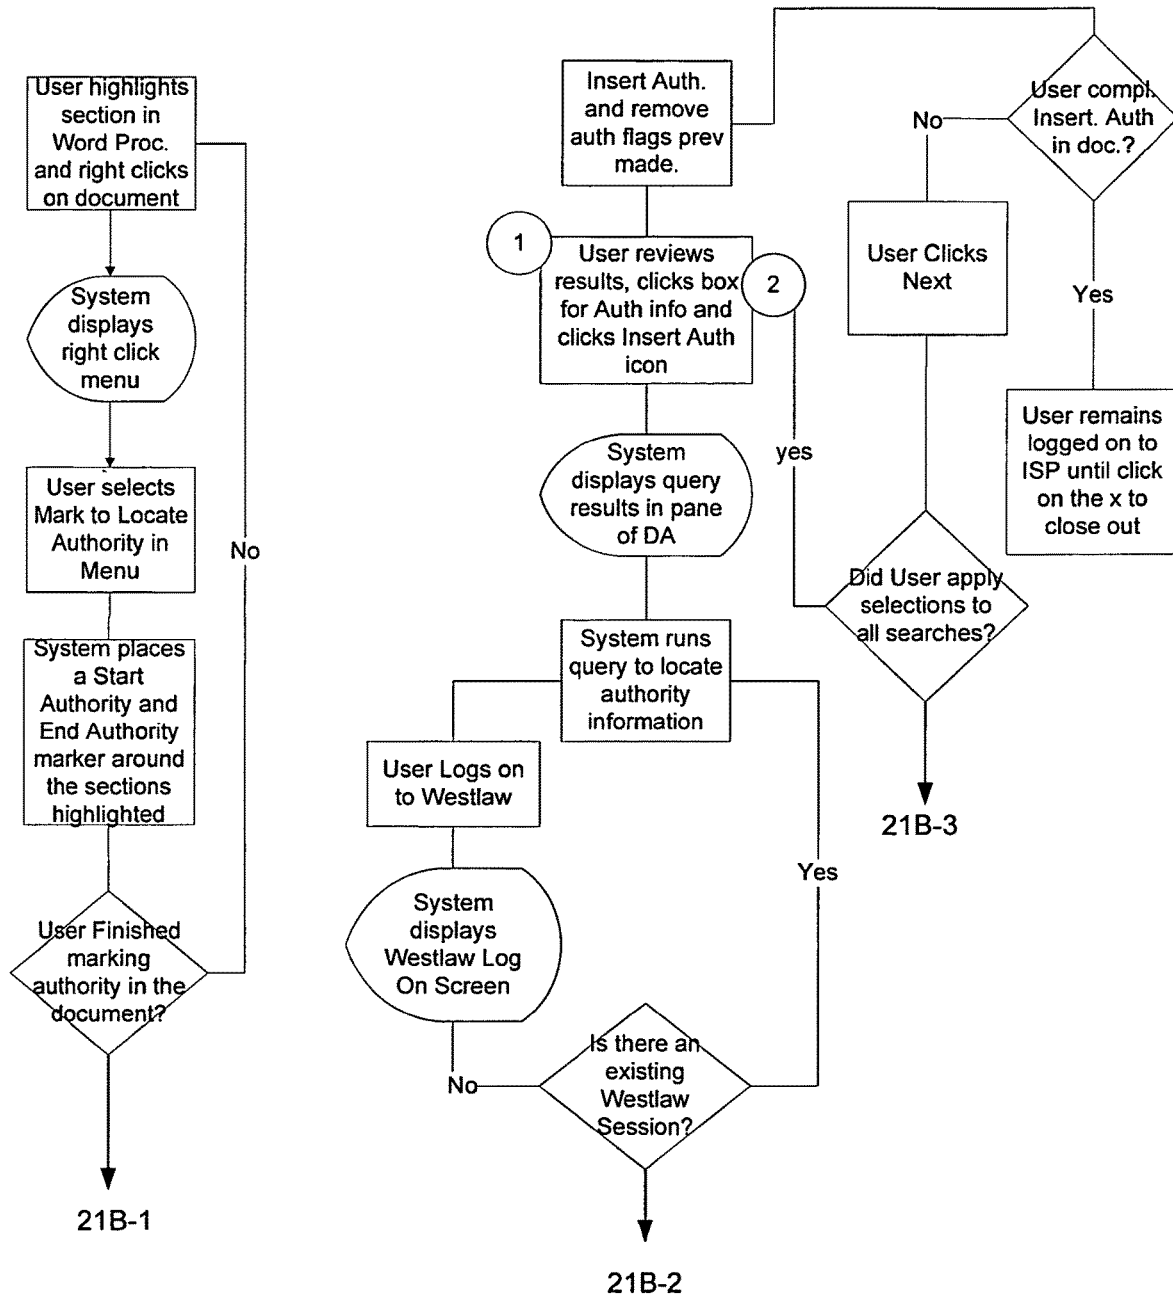 User highlights
section in
Word Proc.
and right clicks
on document
System
displays
right click
menu
User selects
Mark to Locate
Authority in
Menu
System places
a Start
Authority and
End Authority
marker around
the sections
highlighted
User Finished
marking
authority in the
document?
No
21B-1
Insert Auth.
and remove
auth flags prev
made.
1
User reviews
results, clicks box
for Auth info and
clicks Insert Auth
icon
2
System
displays query
results in pane
of DA
yes
System runs
query to locate
authority
information
User Logs on
to Westlaw
System
displays
Westlaw Log
On Screen
No
Is there an
existing
Westlaw
Session?
Yes
21B-2
User compl.
Insert. Auth
in doc.?
No
User Clicks
Next
Yes
User remains
logged on to
ISP until click
on the x to
close out
Did User apply
selections to
all searches?
21B-3